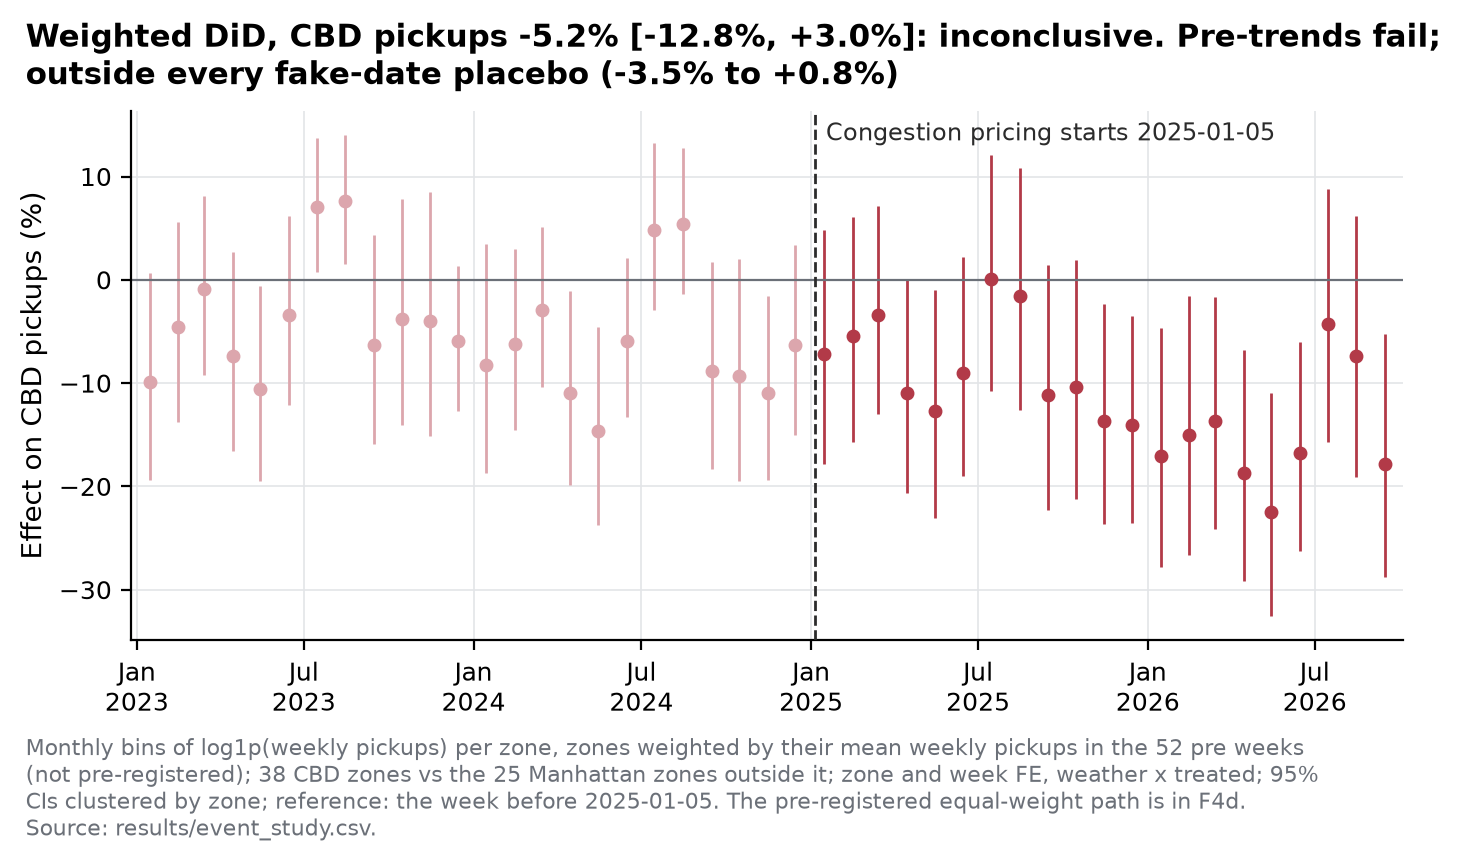 Weighted DiD, CBD pickups -5.2% [-12.8%, +3.0%]: inconclusive. Pre-trends fail;
outside every fake-date placebo (-3.5% to +0.8%)
Congestion pricing starts 2025-01-05
Effect on CBD pickups (%)
10
0
−10
−20
−30
Jan
2023
Jul
2023
Jan
2024
Jul
2024
Jan
2025
Jul
2025
Jan
2026
Jul
2026
Monthly bins of log1p(weekly pickups) per zone, zones weighted by their mean weekly pickups in the 52 pre weeks
(not pre-registered); 38 CBD zones vs the 25 Manhattan zones outside it; zone and week FE, weather x treated; 95%
CIs clustered by zone; reference: the week before 2025-01-05. The pre-registered equal-weight path is in F4d.
Source: results/event_study.csv.